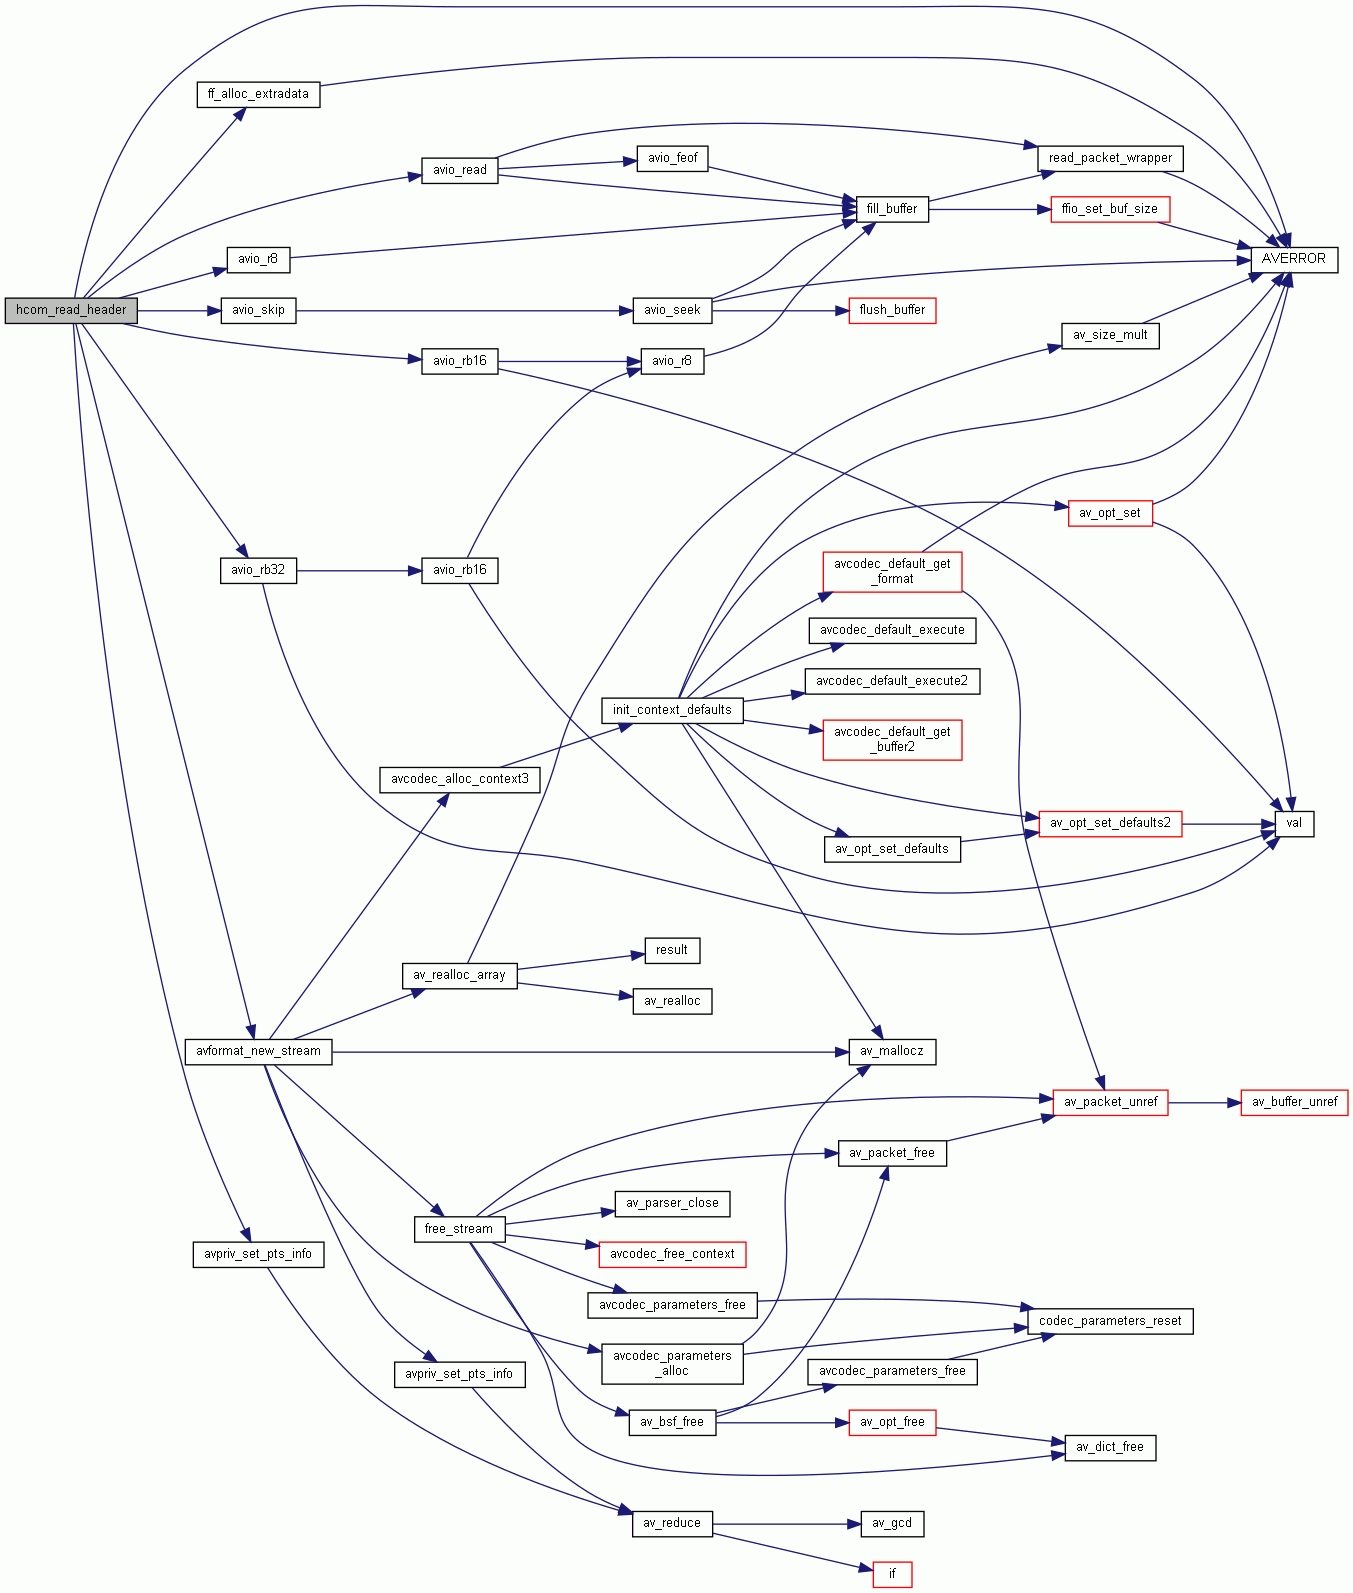 ff_alloc_extradata
avio_read
avio_feof
read_packet_wrapper
fill_buffer
ffio_set_buf_size
avio_r8
AVERROR
hcom_read_header
avio_skip
avio_seek
flush_buffer
av_size_mult
avio_rb16
avio_r8
av_opt_set
avio_rb32
avio_rb16
avcodec_default_get
_format
avcodec_default_execute
avcodec_default_execute2
init_context_defaults
avcodec_default_get
_buffer2
avcodec_alloc_context3
av_opt_set_defaults2
val
av_opt_set_defaults
result
av_realloc_array
av_realloc
avformat_new_stream
av_mallocz
av_packet_unref
av_buffer_unref
av_packet_free
av_parser_close
free_stream
avpriv_set_pts_info
avcodec_free_context
avcodec_parameters_free
codec_parameters_reset
avcodec_parameters
_alloc
avpriv_set_pts_info
avcodec_parameters_free
av_bsf_free
av_opt_free
av_dict_free
av_reduce
av_gcd
if